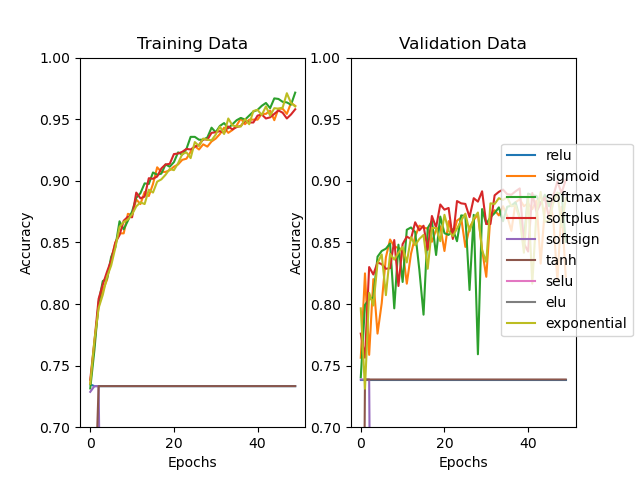 Training Data
Accuracy
1.00
0.95
0.90
0.85
0.80
0.75
0.70
0
20
40
Epochs
Validation Data
Accuracy
1.00
0.95
0.90
0.85
0.80
0.75
0.70
0
20
40
Epochs
relu
sigmoid
softmax
softplus
softsign
tanh
selu
elu
exponential